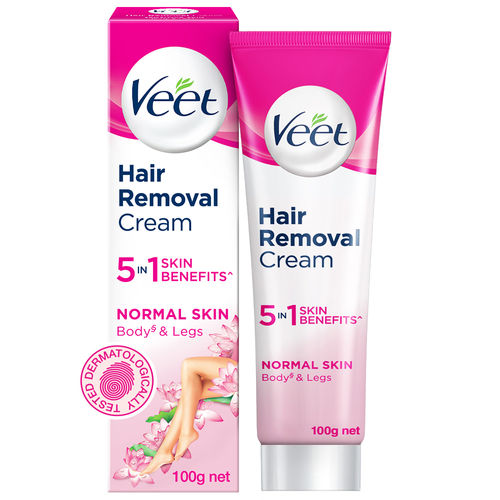 Veet
Hair
Removal
Cream
5 IN 1 SKIN
BENEFITS^
NORMAL SKIN
Body§ & Legs
DERMATOLOGICALLY
TESTED
100g net
Veet
Hair
Removal
Cream
5 IN 1 SKIN
BENEFITS^
NORMAL SKIN
Body§ & Legs
100g net